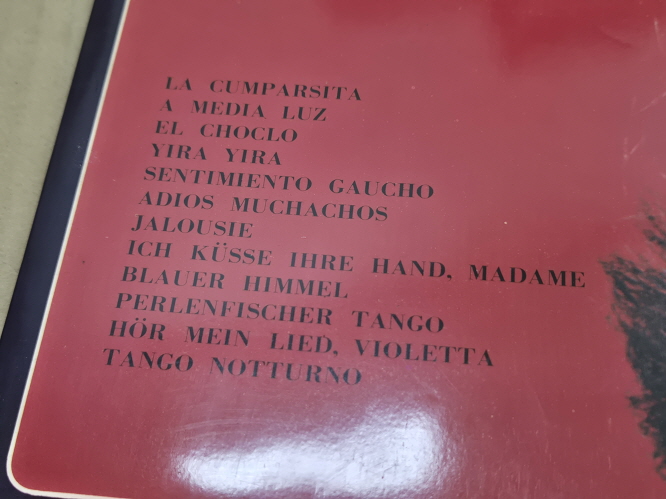 LA CUMPARSITA
A MEDIA LUZ
EL CHOCLO
YIRA YIRA
SENTIMIENTO GAUCHO
ADIOS MUCHACHOS
JALOUSIE
ICH KÜSSE IHRE HAND, MADAME
BLAUER HIMMEL
PERLENFISCHER TANGO
HÖR MEIN LIED, VIOLETTA
TANGO NOTTURNO